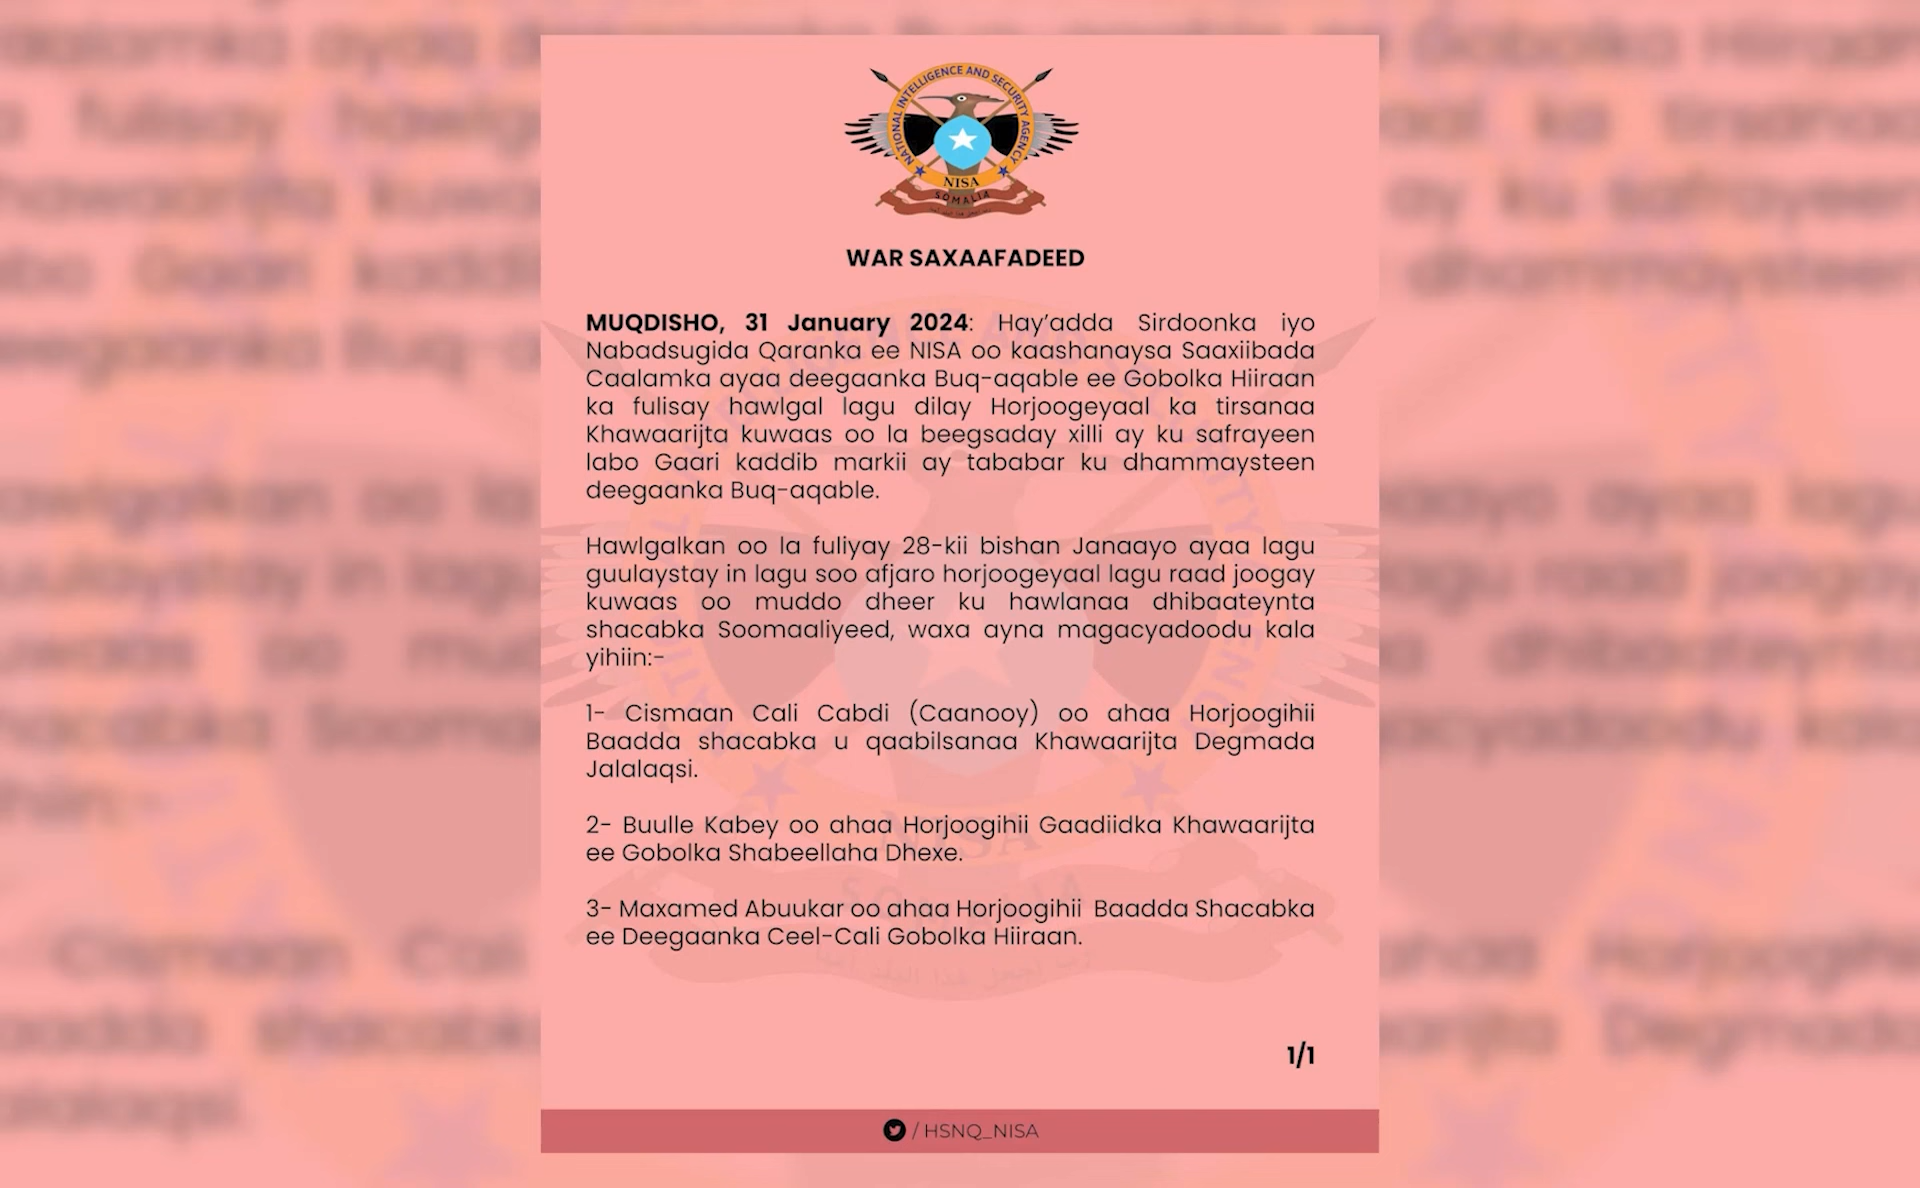 NATIONAL INTELLIGENCE AND SECURITY AGENCY
NISA
SOMALIA
WAR SAXAAFADEED
MUQDISHO, 31 January 2024: Hay'adda Sirdoonka iyo
Nabadsugida Qaranka ee NISA oo kaashanaysa Saaxiibada
Caalamka ayaa deegaanka Buq-aqable ee Gobolka Hiiraan
ka fulisay hawlgal lagu dilay Horjoogeyaal ka tirsanaa
Khawaarijta kuwaas oo la beegsaday xilli ay ku safrayeen
labo Gaari kaddib markii ay tababar ku dhammaysteen
deegaanka Buq-aqable.
Hawlgalkan oo la fuliyay 28-kii bishan Janaayo ayaa lagu
guulaystay in lagu soo afjaro horjoogeyaal lagu raad joogay
kuwaas oo muddo dheer ku hawlanaa dhibaateynta
shacabka Soomaaliyeed, waxa ayna magacyadoodu kala
yihiin:-
1- Cismaan Cali Cabdi (Caanooy) oo ahaa Horjoogihii
Baadda shacabka u qaabilsanaa Khawaarijta Degmada
Jalalaqsi.
2- Buulle Kabey oo ahaa Horjoogihii Gaadiidka Khawaarijta
ee Gobolka Shabeellaha Dhexe.
3- Maxamed Abuukar oo ahaa Horjoogihii Baadda Shacabka
ee Deegaanka Ceel-Cali Gobolka Hiiraan.
1/1
/ HSNQ_NISA